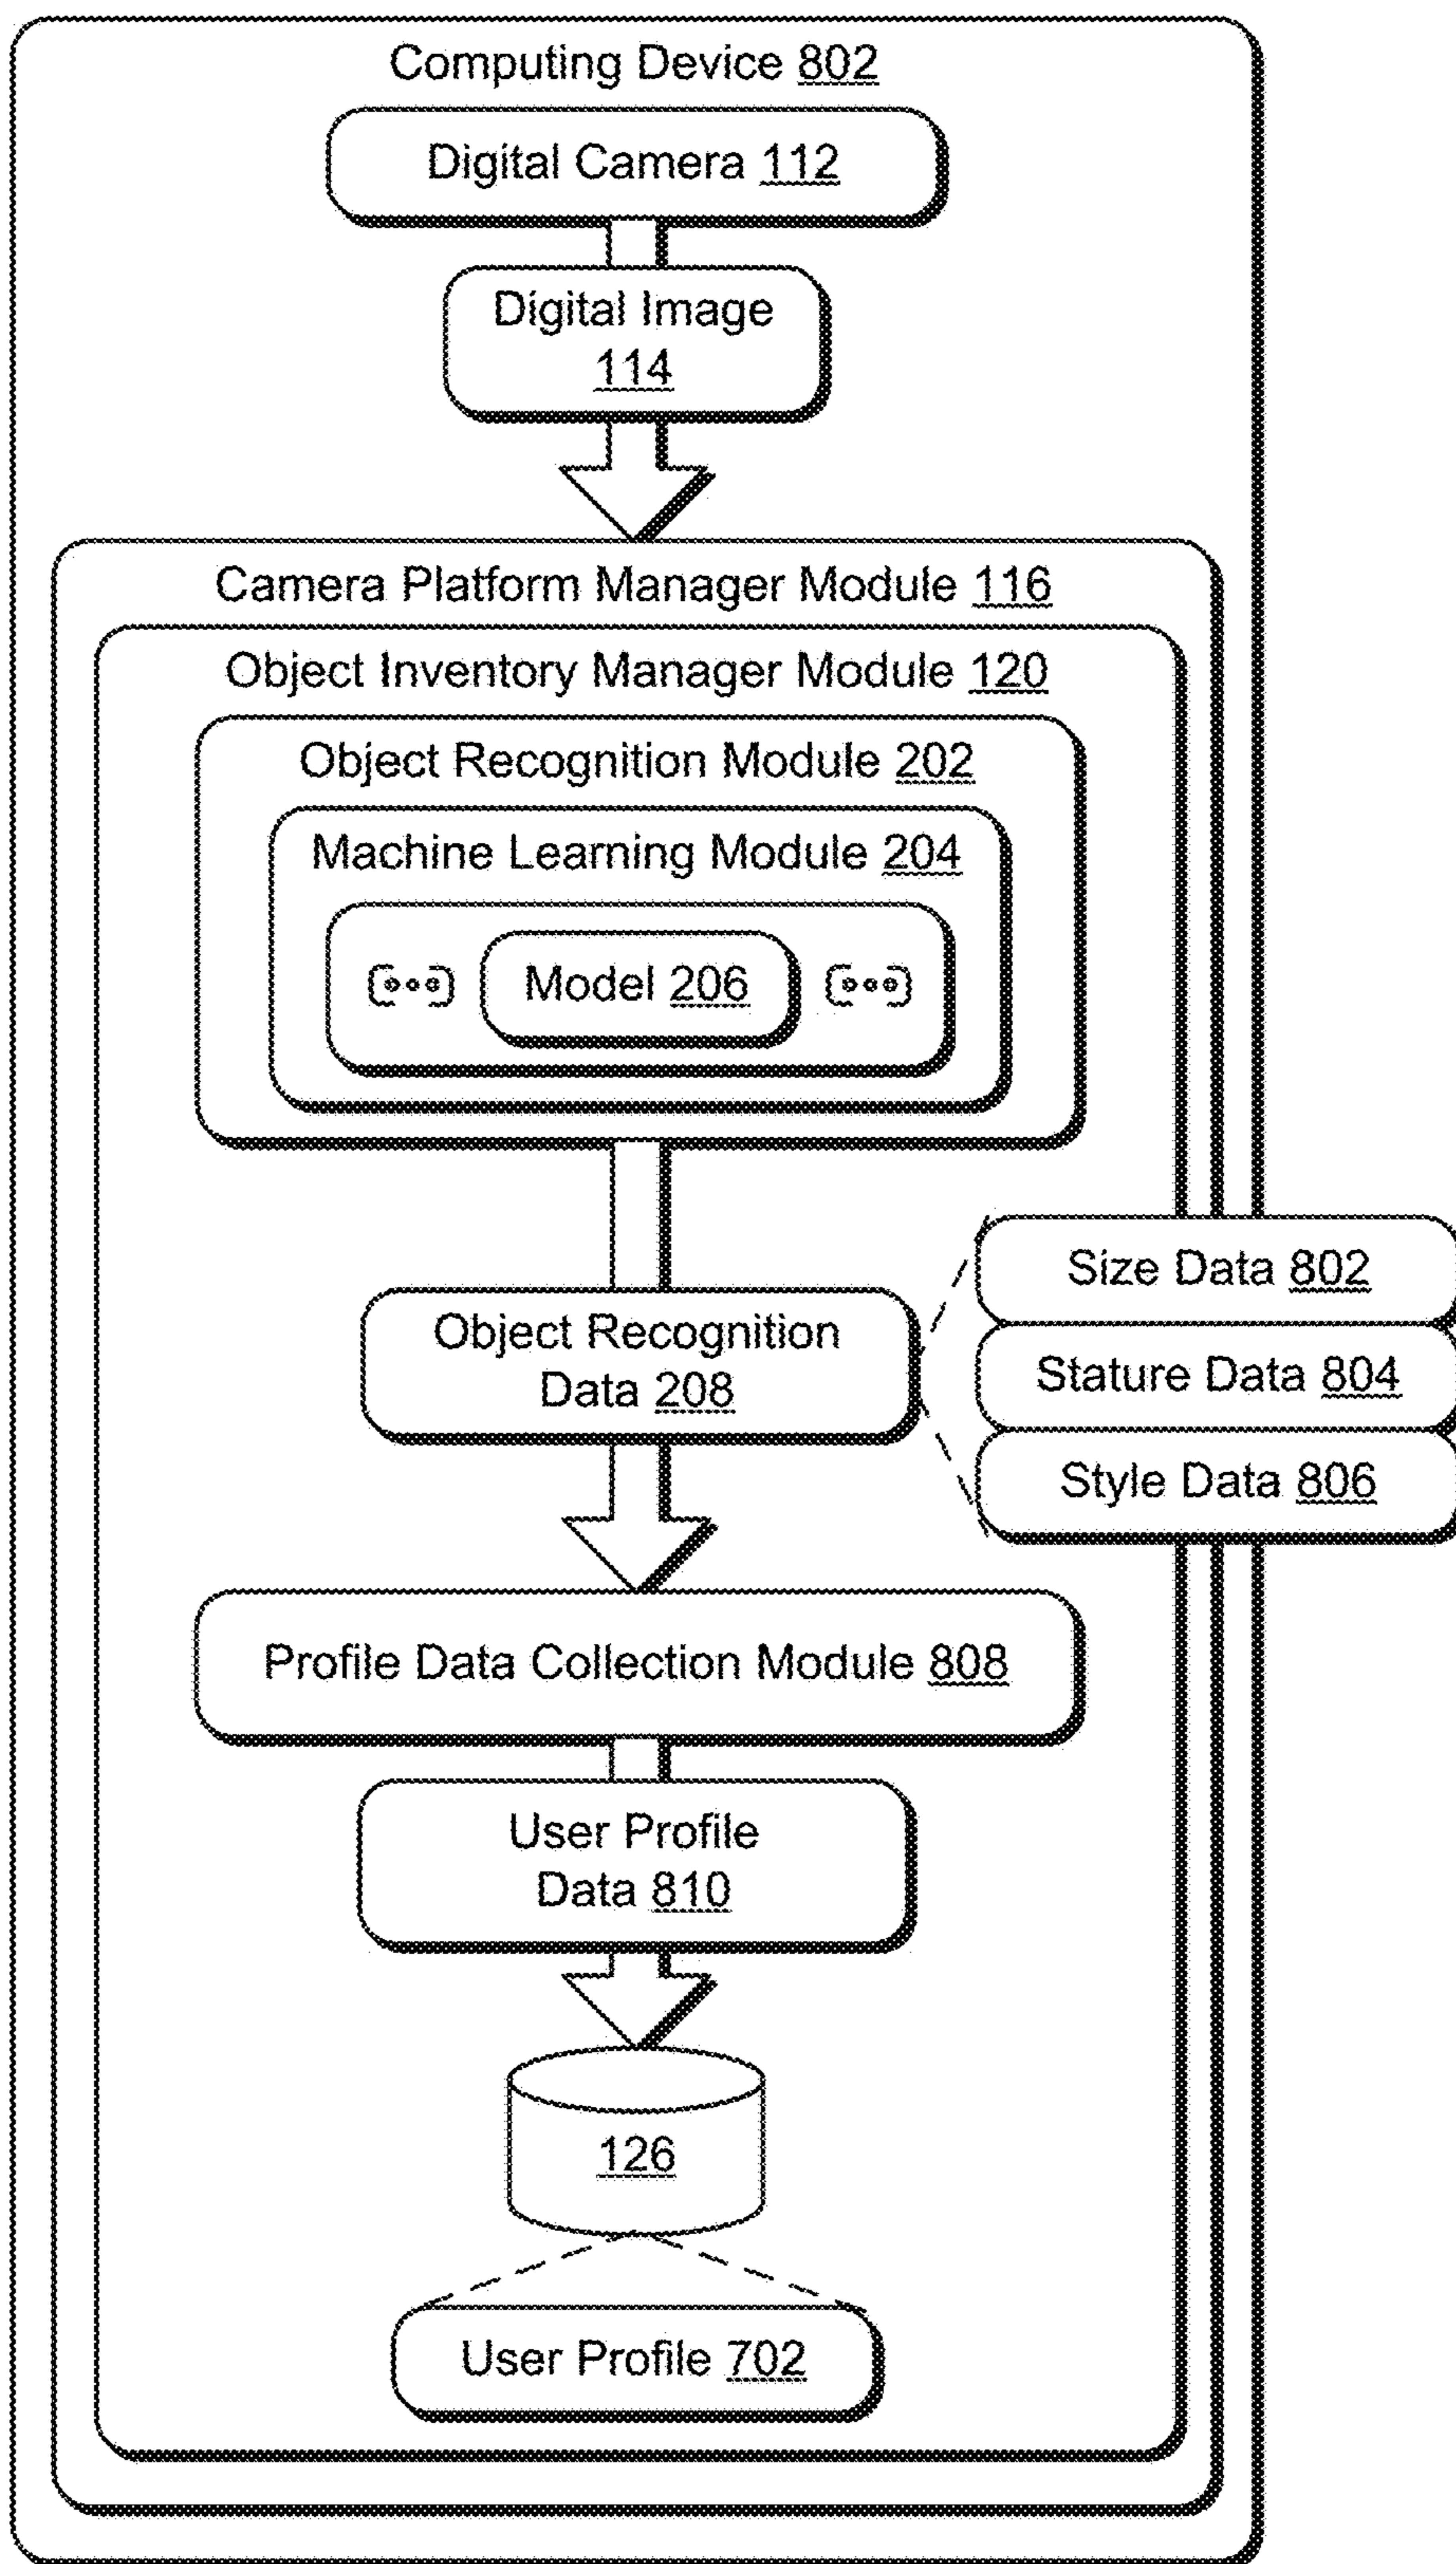 Computing Device 802
Digital Camera 112
Digital Image
114
Camera Platform Manager Module 116
Object Inventory Manager Module 120
Object Recognition Module 202
Machine Learning Module 204
Model 206
Object Recognition
Data 208
Size Data 802
Stature Data 804
Style Data 806
Profile Data Collection Module 808
User Profile
Data 810
126
User Profile 702